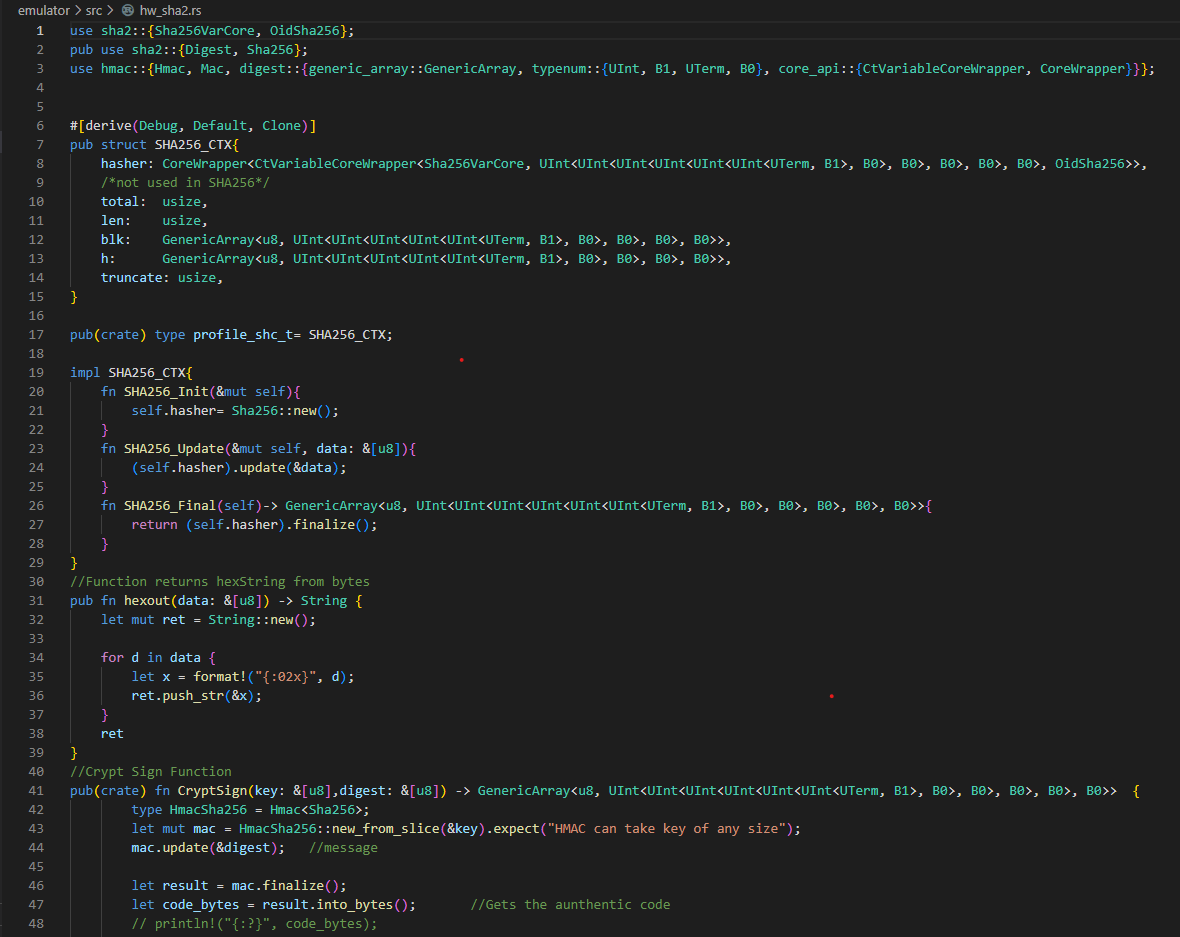 emulator > src > hw_sha2.rs
1 use sha2::{Sha256VarCore, OidSha256};
2 pub use sha2::{Digest, Sha256};
3 use hmac::{Hmac, Mac, digest::{generic_array::GenericArray, typenum::{UInt, B1, UTerm, B0}, core_api::{CtVariableCoreWrapper, CoreWrapper}}};
4
5
6 #[derive(Debug, Default, Clone)]
7 pub struct SHA256_CTX{
8     hasher: CoreWrapper<CtVariableCoreWrapper<Sha256VarCore, UInt<UInt<UInt<UInt<UInt<UInt<UTerm, B1>, B0>, B0>, B0>, B0>, B0>, OidSha256>>,
9     /*not used in SHA256*/
10     total:  usize,
11     len:    usize,
12     blk:    GenericArray<u8, UInt<UInt<UInt<UInt<UInt<UTerm, B1>, B0>, B0>, B0>, B0>>,
13     h:      GenericArray<u8, UInt<UInt<UInt<UInt<UInt<UTerm, B1>, B0>, B0>, B0>, B0>>,
14     truncate: usize,
15 }
16
17 pub(crate) type profile_shc_t= SHA256_CTX;
18
19 impl SHA256_CTX{
20     fn SHA256_Init(&mut self){
21         self.hasher= Sha256::new();
22     }
23     fn SHA256_Update(&mut self, data: &[u8]){
24         (self.hasher).update(&data);
25     }
26     fn SHA256_Final(self)-> GenericArray<u8, UInt<UInt<UInt<UInt<UInt<UInt<UTerm, B1>, B0>, B0>, B0>, B0>, B0>>{
27         return (self.hasher).finalize();
28     }
29 }
30 //Function returns hexString from bytes
31 pub fn hexout(data: &[u8]) -> String {
32     let mut ret = String::new();
33
34     for d in data {
35         let x = format!("{:02x}", d);
36         ret.push_str(&x);
37     }
38     ret
39 }
40 //Crypt Sign Function
41 pub(crate) fn CryptSign(key: &[u8],digest: &[u8]) -> GenericArray<u8, UInt<UInt<UInt<UInt<UInt<UInt<UTerm, B1>, B0>, B0>, B0>, B0>, B0>>  {
42         type HmacSha256 = Hmac<Sha256>;
43         let mut mac = HmacSha256::new_from_slice(&key).expect("HMAC can take key of any size");
44         mac.update(&digest);   //message
45
46         let result = mac.finalize();
47         let code_bytes = result.into_bytes();       //Gets the aunthentic code
48         // println!("{:?}", code_bytes);